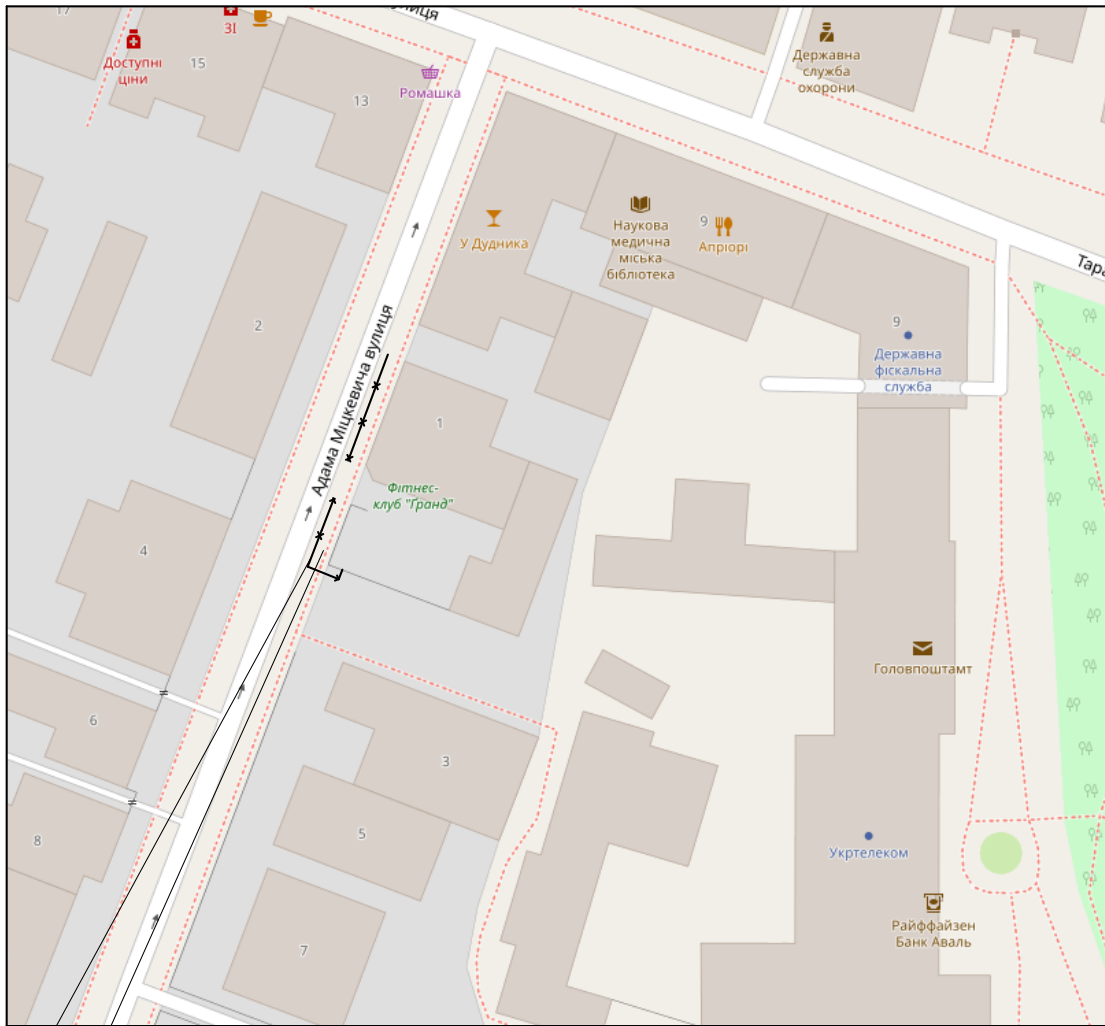 улиця
17
ЗІ
Доступні
ціни
15
13
Ромашка
Державна
служба
охорони
У Дудника
Наукова
медична
міська
бібліотека
9
Апріорі
Тара
2
Адама Міцкевича вулиця
9
Державна
фіскальна
служба
1
Фітнес-
клуб "Ґранд"
4
6
3
Головпоштамт
8
5
Укртелеком
7
Райффайзен
Банк Аваль